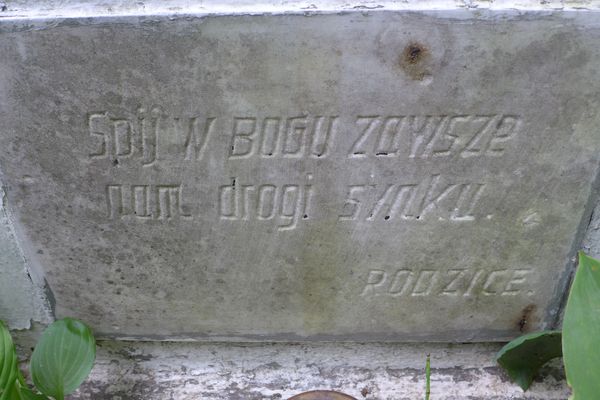 Śpij w BOGU zawsze
nam drogi synku.
RODZICE.